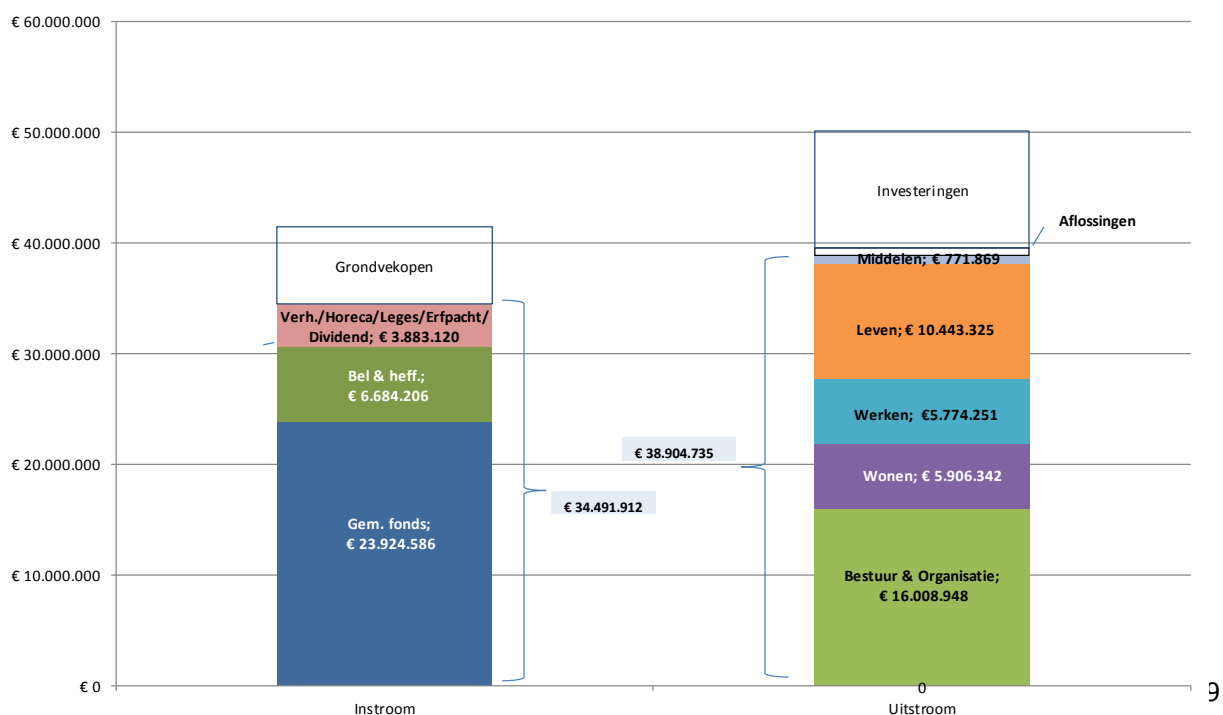 € 60.000.000
€ 50.000.000
€ 40.000.000
€ 30.000.000
€ 20.000.000
€ 10.000.000
€ 0
Grondvekopen
Verh./Horeca/Leges/Erfpacht/
Dividend; € 3.883.120
Bel & heff.;
€ 6.684.206
Gem. fonds;
€ 23.924.586
€ 34.491.912
€ 38.904.735
Investeringen
Aflossingen
Middelen; € 771.869
Leven; € 10.443.325
Werken; €5.774.251
Wonen; € 5.906.342
Bestuur & Organisatie;
€ 16.008.948
0
Instroom
Uitstroom
9